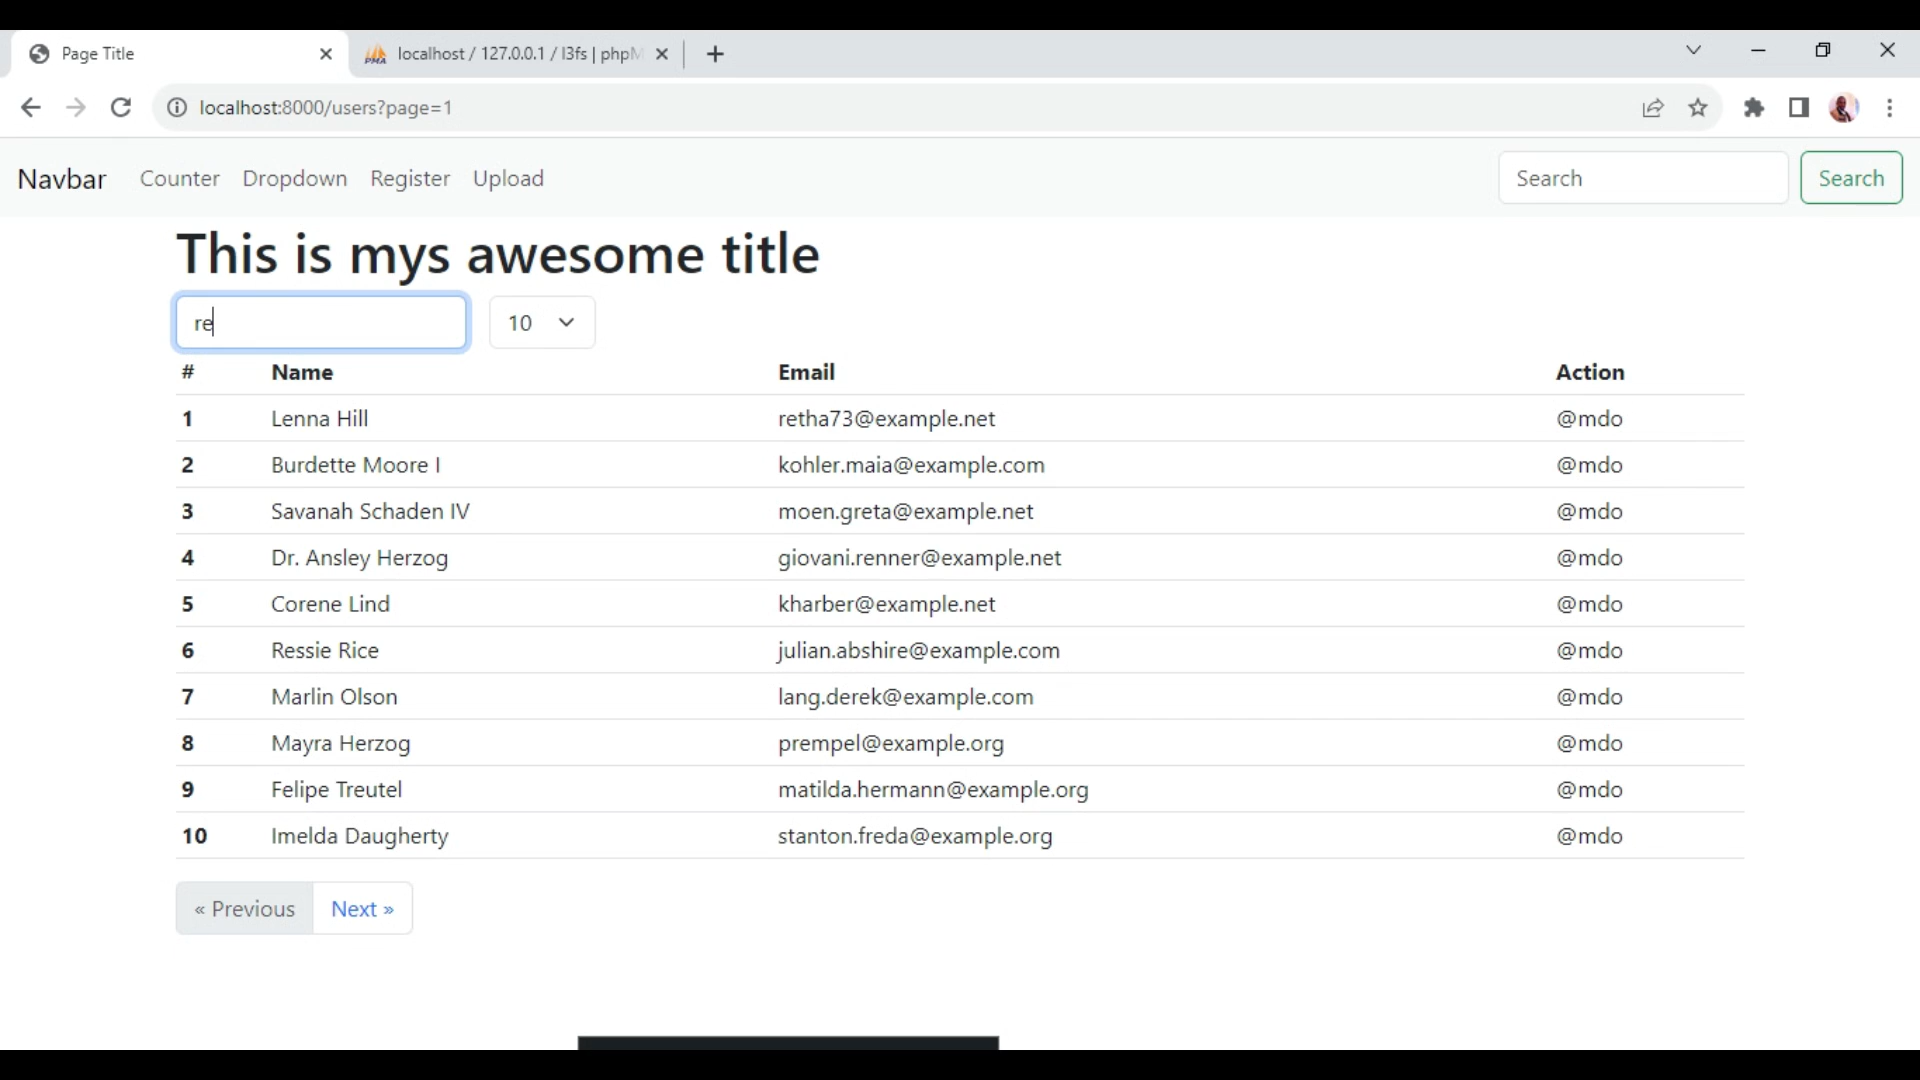 Page Title
localhost / 127.0.0.1 / l3fs | phpM
localhost:8000/users?page=1
Navbar Counter Dropdown Register Upload Search Search
This is mys awesome title
re 10
# Name Email Action
1 Lenna Hill retha73@example.net @mdo
2 Burdette Moore I kohler.maia@example.com @mdo
3 Savanah Schaden IV moen.greta@example.net @mdo
4 Dr. Ansley Herzog giovani.renner@example.net @mdo
5 Corene Lind kharber@example.net @mdo
6 Ressie Rice julian.abshire@example.com @mdo
7 Marlin Olson lang.derek@example.com @mdo
8 Mayra Herzog prempel@example.org @mdo
9 Felipe Treutel matilda.hermann@example.org @mdo
10 Imelda Daugherty stanton.freda@example.org @mdo
« Previous Next »